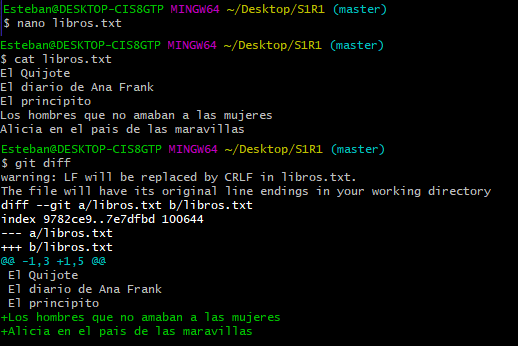 Esteban@DESKTOP-CIS8GTP MINGW64 ~/Desktop/S1R1 (master)
$ nano libros.txt
Esteban@DESKTOP-CIS8GTP MINGW64 ~/Desktop/S1R1 (master)
$ cat libros.txt
El Quijote
El diario de Ana Frank
El principito
Los hombres que no amaban a las mujeres
Alicia en el pais de las maravillas
Esteban@DESKTOP-CIS8GTP MINGW64 ~/Desktop/S1R1 (master)
$ git diff
warning: LF will be replaced by CRLF in libros.txt.
The file will have its original line endings in your working directory
diff --git a/libros.txt b/libros.txt
index 9782ce9..7e7dfbd 100644
--- a/libros.txt
+++ b/libros.txt
@@ -1,3 +1,5 @@
 El Quijote
 El diario de Ana Frank
 El principito
+Los hombres que no amaban a las mujeres
+Alicia en el pais de las maravillas